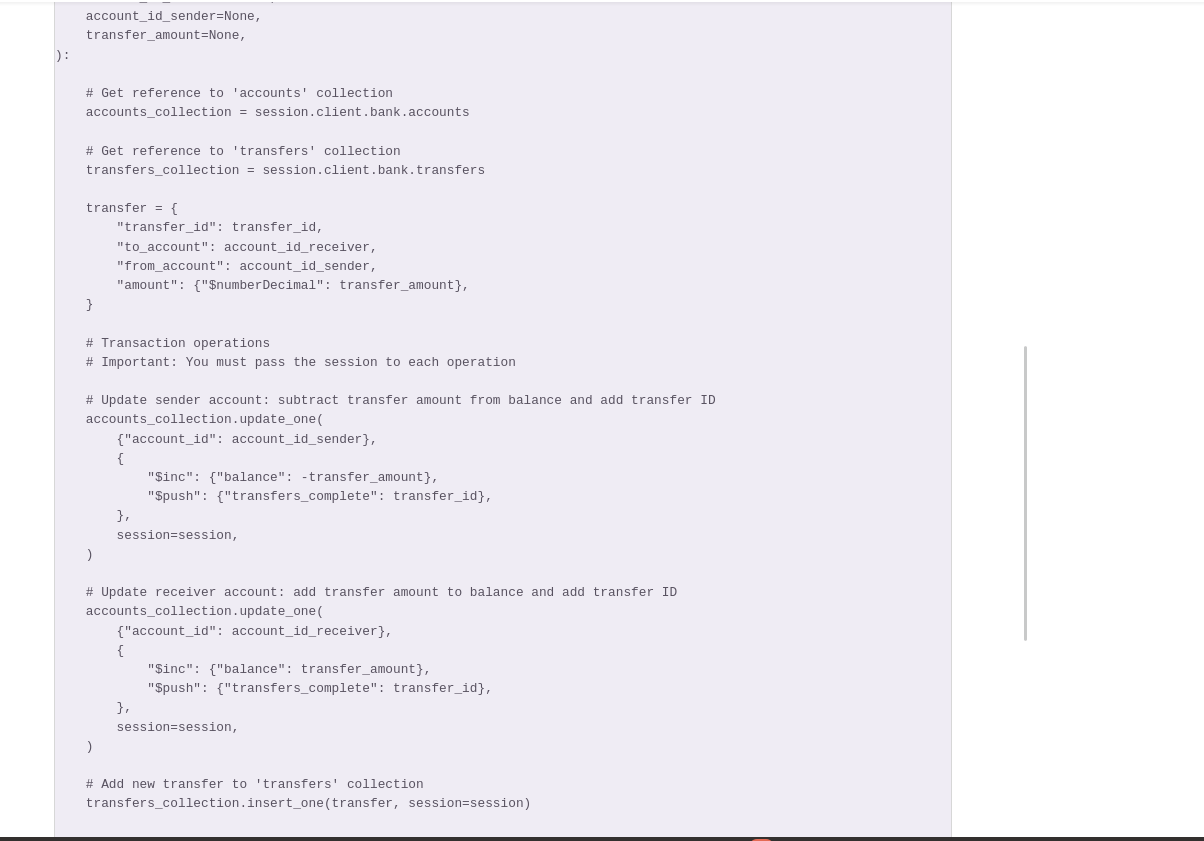 account_id_sender=None,
    transfer_amount=None,
):

    # Get reference to 'accounts' collection
    accounts_collection = session.client.bank.accounts

    # Get reference to 'transfers' collection
    transfers_collection = session.client.bank.transfers

    transfer = {
        "transfer_id": transfer_id,
        "to_account": account_id_receiver,
        "from_account": account_id_sender,
        "amount": {"$numberDecimal": transfer_amount},
    }

    # Transaction operations
    # Important: You must pass the session to each operation

    # Update sender account: subtract transfer amount from balance and add transfer ID
    accounts_collection.update_one(
        {"account_id": account_id_sender},
        {
            "$inc": {"balance": -transfer_amount},
            "$push": {"transfers_complete": transfer_id},
        },
        session=session,
    )

    # Update receiver account: add transfer amount to balance and add transfer ID
    accounts_collection.update_one(
        {"account_id": account_id_receiver},
        {
            "$inc": {"balance": transfer_amount},
            "$push": {"transfers_complete": transfer_id},
        },
        session=session,
    )

    # Add new transfer to 'transfers' collection
    transfers_collection.insert_one(transfer, session=session)